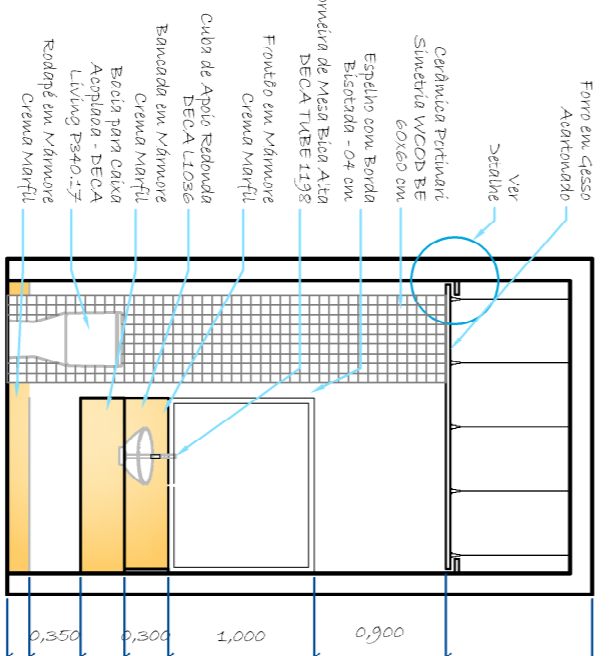 Forro em Gesso
Acartonado
Ver
Detalhe
Cerâmica Portinari
Simetria WCOD BE
60x60 cm
Espelho com Borda
Bisotada - 04 cm
orneira de Mesa Bica Alta
DECA TUBE 1198
Frontão em Mármore
Crema Marfil
Cuba de Apoio Redonda
DECA L1036
Bancada em Mármore
Crema Marfil
Bacia para Caixa
Acoplaca - DECA
Living P340.17
Rodapé em Mármore
Crema Marfil
0,350
0,300
1,000
0,900